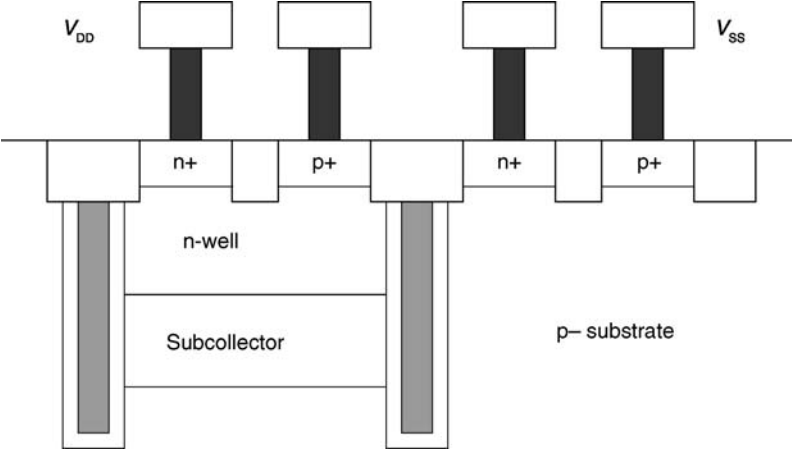 VDD
VSS
n+
p+
n+
p+
n-well
Subcollector
p– substrate